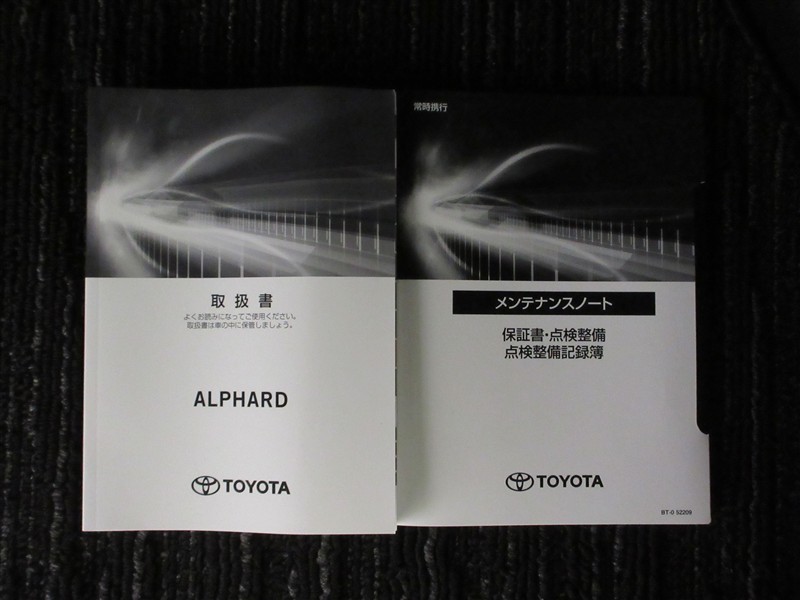 取扱書
よくお読みになってご使用ください。
取扱書は車の中に保管しましょう。
ALPHARD
TOYOTA
常時携行
メンテナンスノート
保証書・点検整備
点検整備記録簿
TOYOTA
BT-0 52209